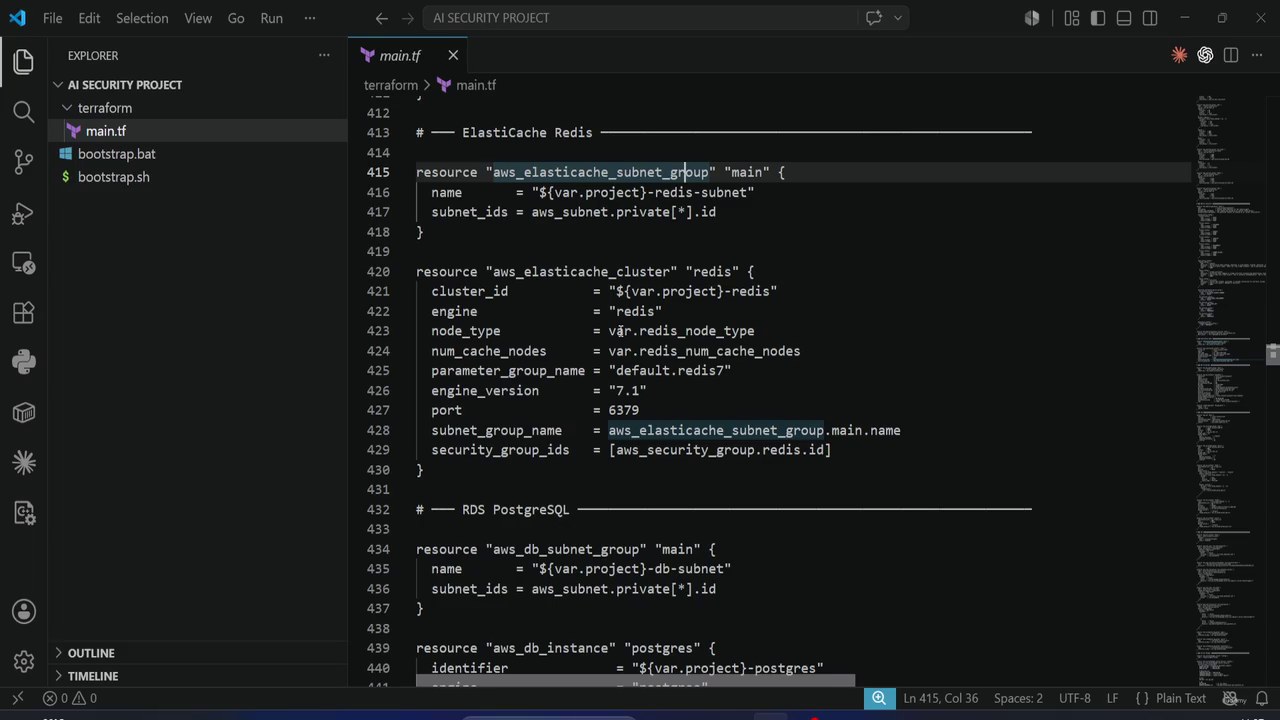 File Edit Selection View Go Run ···
AI SECURITY PROJECT
EXPLORER
AI SECURITY PROJECT
terraform
main.tf
bootstrap.bat
bootstrap.sh
OUTLINE
TIMELINE
main.tf
terraform > main.tf
412
413 # ─── ElastiCache Redis ───
414
415 resource "aws_elasticache_subnet_group" "main" {
416 name = "${var.project}-redis-subnet"
417 subnet_ids = aws_subnet.private[*].id
418 }
419
420 resource "aws_elasticache_cluster" "redis" {
421 cluster_id = "${var.project}-redis"
422 engine = "redis"
423 node_type = var.redis_node_type
424 num_cache_nodes = var.redis_num_cache_nodes
425 parameter_group_name = "default.redis7"
426 engine_version = "7.1"
427 port = 6379
428 subnet_group_name = aws_elasticache_subnet_group.main.name
429 security_group_ids = [aws_security_group.redis.id]
430 }
431
432 # ─── RDS PostgreSQL ───
433
434 resource "aws_db_subnet_group" "main" {
435 name = "${var.project}-db-subnet"
436 subnet_ids = aws_subnet.private[*].id
437 }
438
439 resource "aws_db_instance" "postgres" {
440 identifier = "${var.project}-postgres"
0 0
Ln 415, Col 36 Spaces: 2 UTF-8 LF { } Plain Text